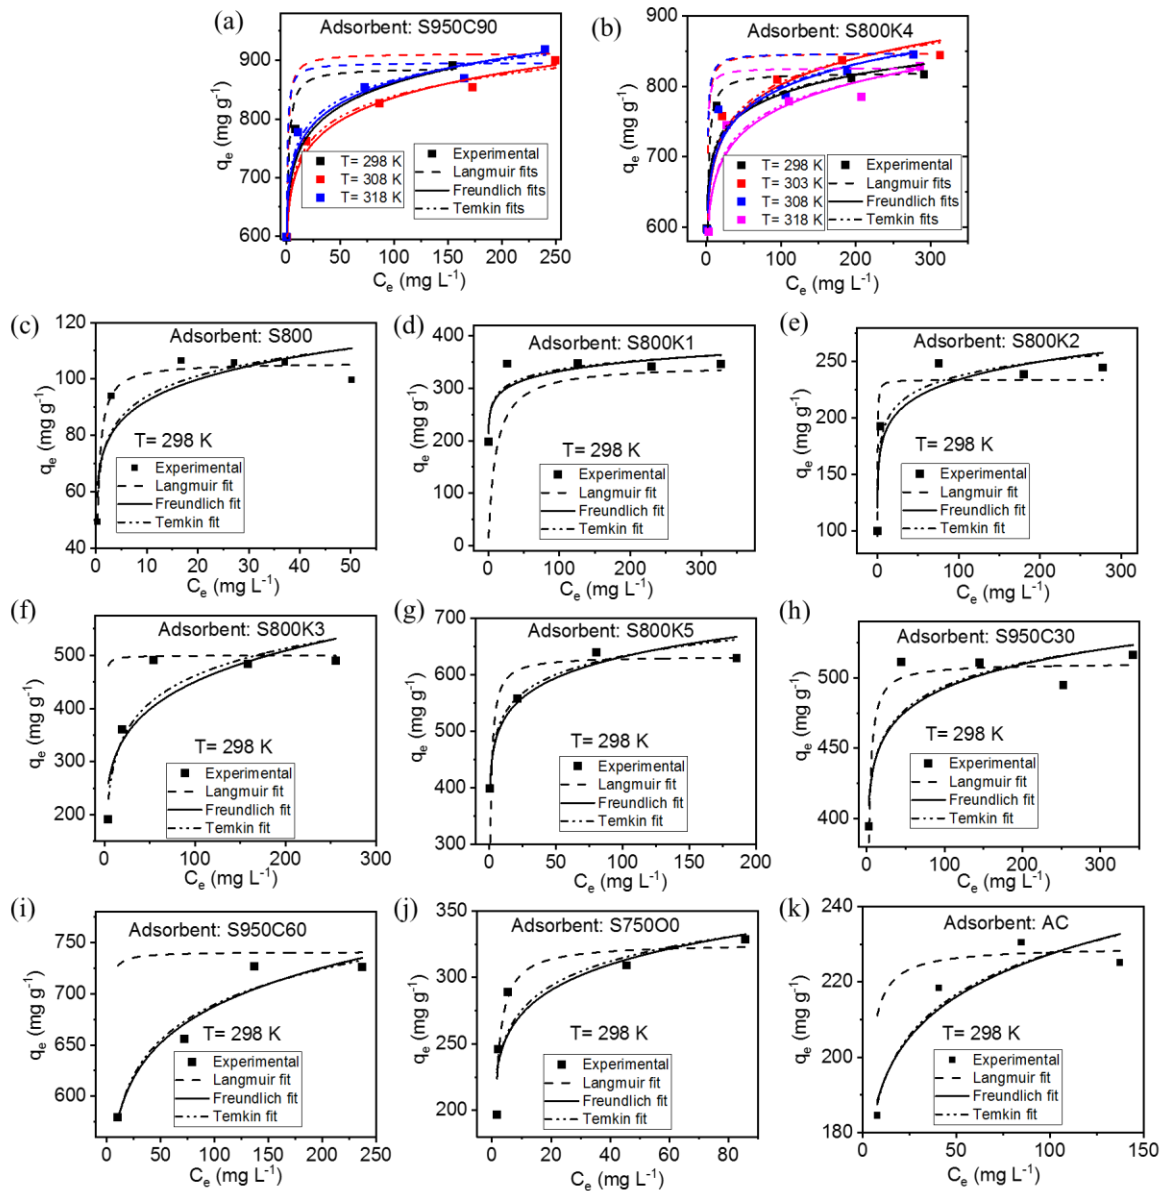 (a)
Adsorbent: S950C90
qₑ (mg g⁻¹)
900
800
700
600
T= 298 K
T= 308 K
T= 318 K
Experimental
Langmuir fits
Freundlich fits
Temkin fits
0 50 100 150 200 250
Cₑ (mg L⁻¹)
(b)
Adsorbent: S800K4
qₑ (mg g⁻¹)
900
800
700
600
T= 298 K
T= 303 K
T= 308 K
T= 318 K
Experimental
Langmuir fits
Freundlich fits
Temkin fits
0 100 200 300
Cₑ (mg L⁻¹)
(c)
Adsorbent: S800
qₑ (mg g⁻¹)
120
100
80
60
40
T= 298 K
Experimental
Langmuir fit
Freundlich fit
Temkin fit
0 10 20 30 40 50
Cₑ (mg L⁻¹)
(d)
Adsorbent: S800K1
qₑ (mg g⁻¹)
400
300
200
100
0
T= 298 K
Experimental
Langmuir fit
Freundlich fit
Temkin fit
0 100 200 300
Cₑ (mg L⁻¹)
(e)
Adsorbent: S800K2
qₑ (mg g⁻¹)
250
200
150
100
T= 298 K
Experimental
Langmuir fit
Freundlich fit
Temkin fit
0 100 200 300
Cₑ (mg L⁻¹)
(f)
Adsorbent: S800K3
qₑ (mg g⁻¹)
500
400
300
200
T= 298 K
Experimental
Langmuir fit
Freundlich fit
Temkin fit
0 100 200 300
Cₑ (mg L⁻¹)
(g)
Adsorbent: S800K5
qₑ (mg g⁻¹)
700
600
500
400
300
T= 298 K
Experimental
Langmuir fit
Freundlich fit
Temkin fit
0 50 100 150 200
Cₑ (mg L⁻¹)
(h)
Adsorbent: S950C30
qₑ (mg g⁻¹)
500
450
400
T= 298 K
Experimental
Langmuir fit
Freundlich fit
Temkin fit
0 100 200 300
Cₑ (mg L⁻¹)
(i)
Adsorbent: S950C60
qₑ (mg g⁻¹)
750
700
650
600
T= 298 K
Experimental
Langmuir fit
Freundlich fit
Temkin fit
0 50 100 150 200 250
Cₑ (mg L⁻¹)
(j)
Adsorbent: S750O0
qₑ (mg g⁻¹)
350
300
250
200
T= 298 K
Experimental
Langmuir fit
Freundlich fit
Temkin fit
0 20 40 60 80
Cₑ (mg L⁻¹)
(k)
Adsorbent: AC
qₑ (mg g⁻¹)
240
220
200
180
T= 298 K
Experimental
Langmuir fit
Freundlich fit
Temkin fit
0 50 100 150
Cₑ (mg L⁻¹)